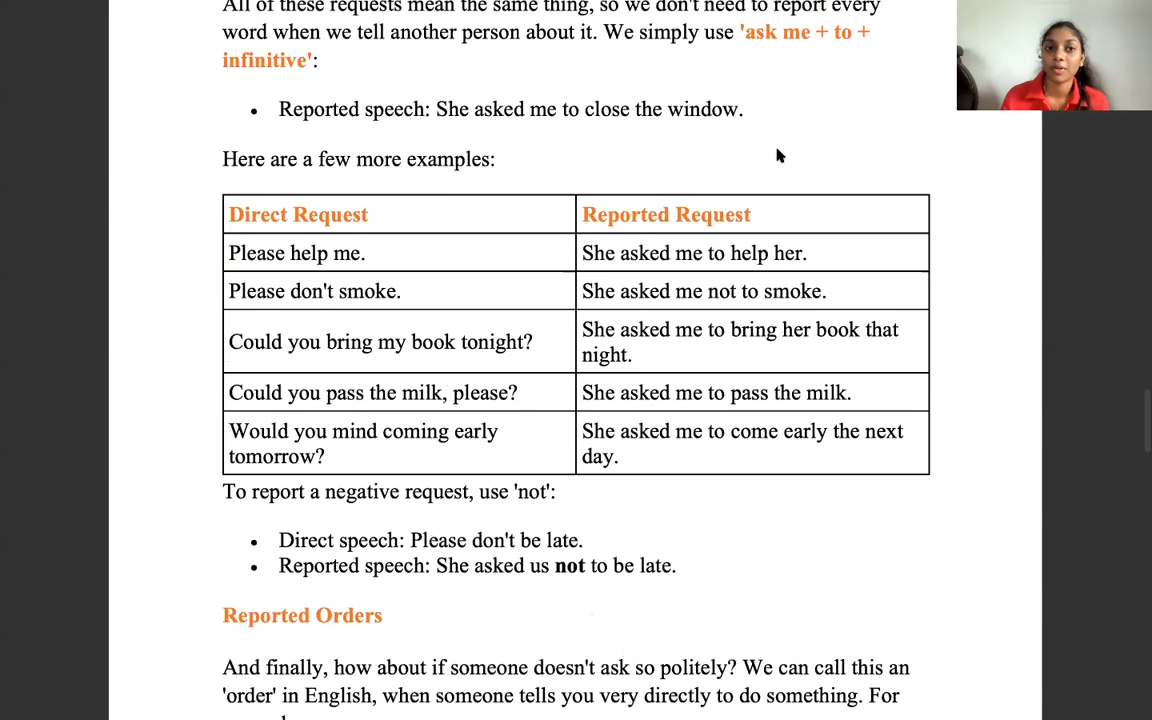 All of these requests mean the same thing, so we don't need to report every
word when we tell another person about it. We simply use 'ask me + to +
infinitive':
• Reported speech: She asked me to close the window.
Here are a few more examples:
Direct Request
Reported Request
Please help me.
She asked me to help her.
Please don't smoke.
She asked me not to smoke.
Could you bring my book tonight?
She asked me to bring her book that
night.
Could you pass the milk, please?
She asked me to pass the milk.
Would you mind coming early
tomorrow?
She asked me to come early the next
day.
To report a negative request, use 'not':
• Direct speech: Please don't be late.
• Reported speech: She asked us not to be late.
Reported Orders
And finally, how about if someone doesn't ask so politely? We can call this an
'order' in English, when someone tells you very directly to do something. For